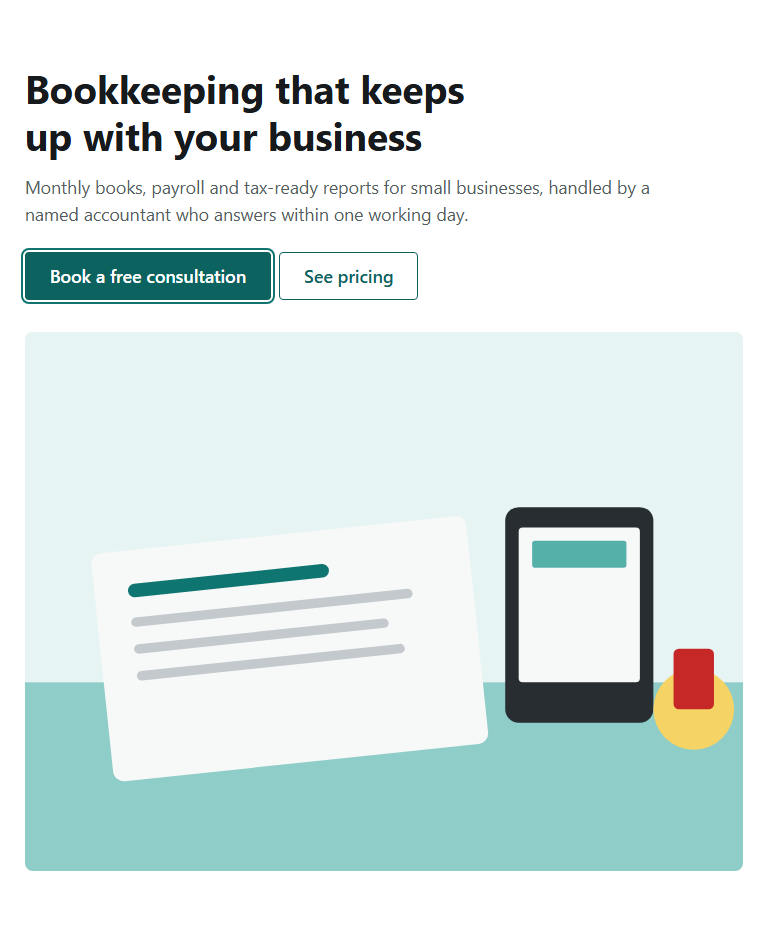 Bookkeeping that keeps
up with your business
Monthly books, payroll and tax-ready reports for small businesses, handled by a
named accountant who answers within one working day.
Book a free consultation
See pricing